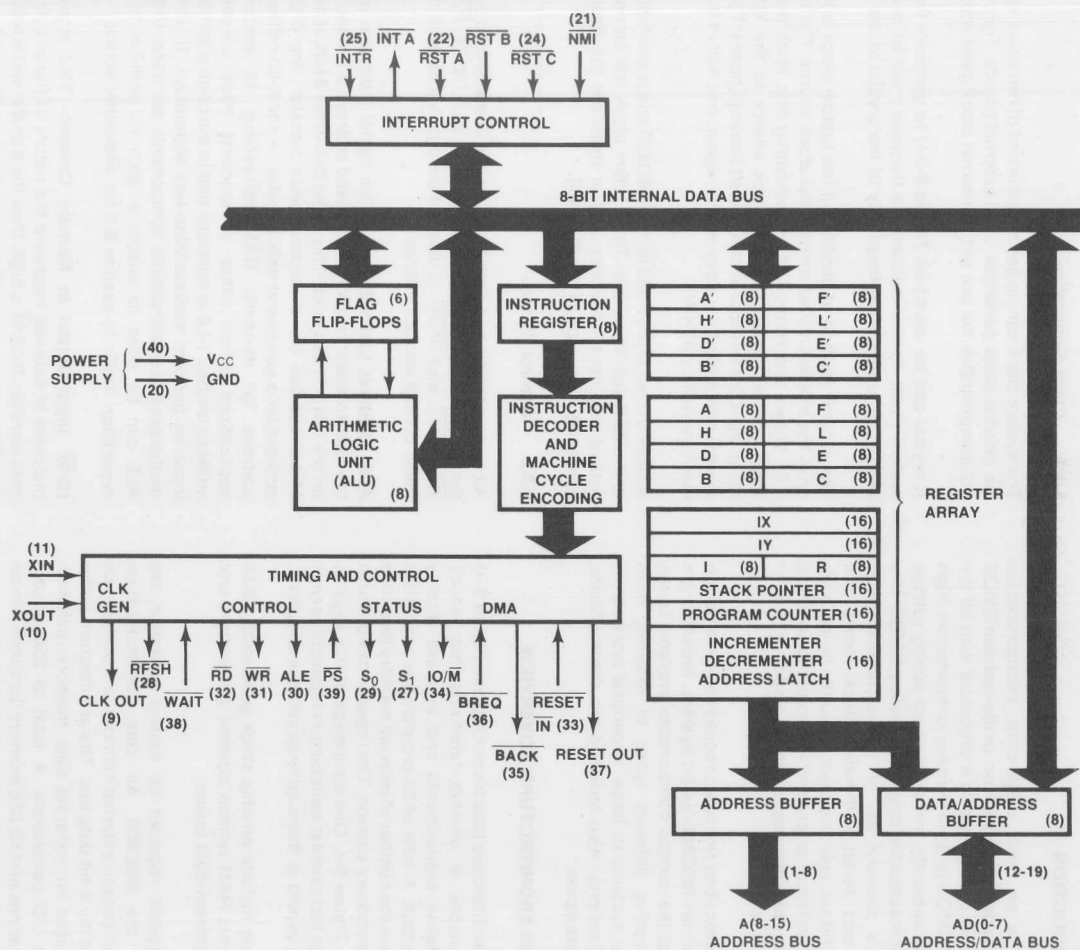 (25) (22) (24) (21)
INTR INT A RST A RST B RST C NMI
INTERRUPT CONTROL
8-BIT INTERNAL DATA BUS
FLAG (6)
FLIP-FLOPS
INSTRUCTION
REGISTER (8)
A' (8) F' (8)
H' (8) L' (8)
D' (8) E' (8)
B' (8) C' (8)
POWER
SUPPLY
(40) VCC
(20) GND
ARITHMETIC
LOGIC
UNIT
(ALU)
(8)
INSTRUCTION
DECODER
AND
MACHINE
CYCLE
ENCODING
A (8) F (8)
H (8) L (8)
D (8) E (8)
B (8) C (8)
REGISTER
ARRAY
IX (16)
IY (16)
I (8) R (8)
STACK POINTER (16)
PROGRAM COUNTER (16)
INCREMENTER
DECREMENTER
ADDRESS LATCH
(16)
(11)
XIN
XOUT
(10)
TIMING AND CONTROL
CLK
GEN
CONTROL STATUS DMA
CLK OUT
(9)
RFSH
(28)
WAIT
(38)
RD
(32)
WR
(31)
ALE
(30)
PS
(39)
S0
(29)
S1
(27)
IO/M
(34)
BREQ
(36)
BACK
(35)
RESET
IN (33)
RESET OUT
(37)
ADDRESS BUFFER
(8)
DATA/ADDRESS
BUFFER
(8)
(1-8)
(12-19)
A(8-15)
ADDRESS BUS
AD(0-7)
ADDRESS/DATA BUS